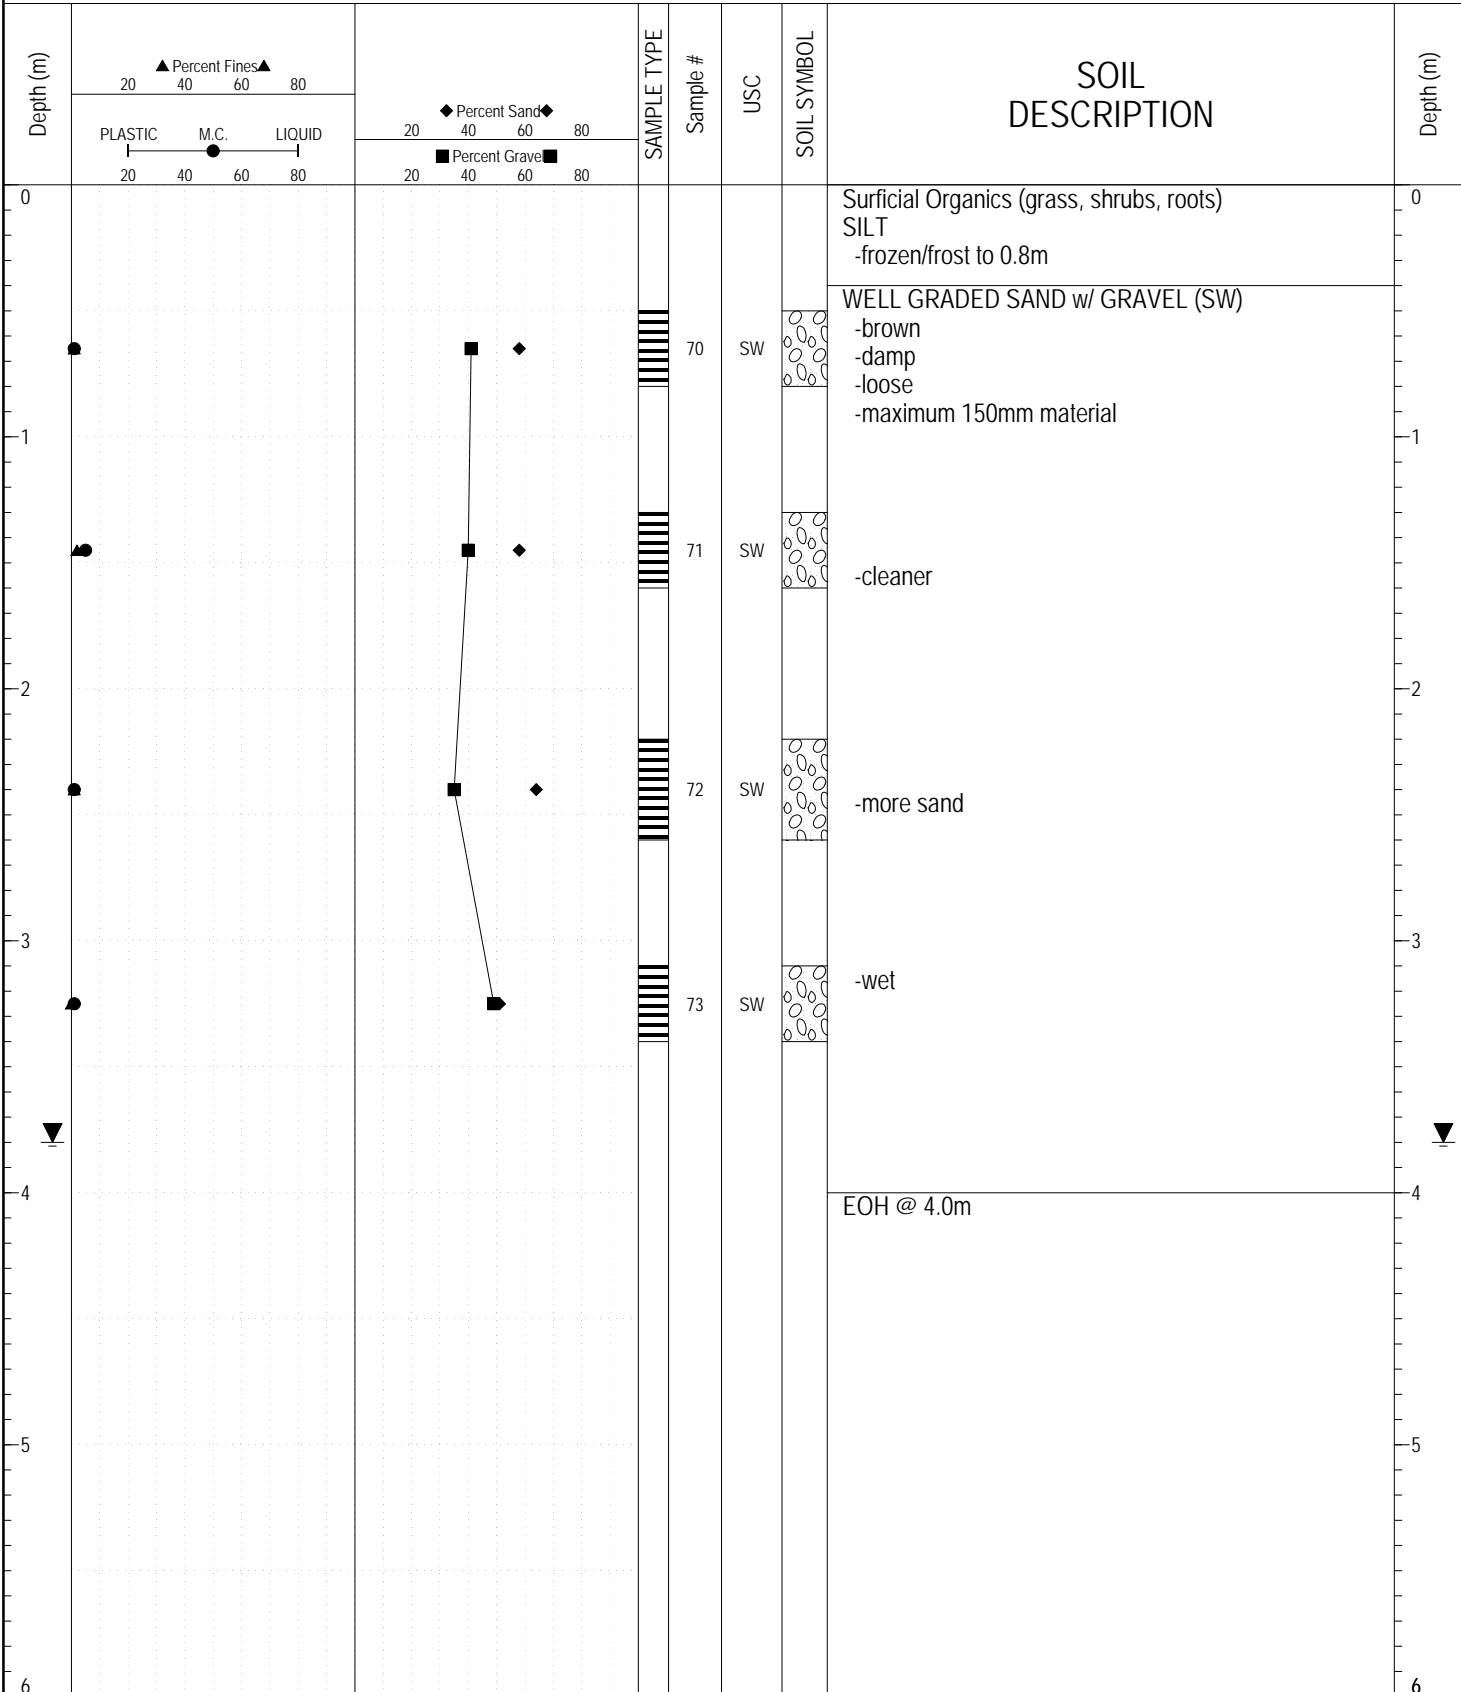 Depth (m)
▲ Percent Fines ▲
20 40 60 80
PLASTIC M.C. LIQUID
20 40 60 80
◆ Percent Sand ◆
20 40 60 80
■ Percent Gravel ■
20 40 60 80
SAMPLE TYPE
Sample #
USC
SOIL SYMBOL
SOIL
DESCRIPTION
Depth (m)
0 Surficial Organics (grass, shrubs, roots) 0
SILT
-frozen/frost to 0.8m
WELL GRADED SAND w/ GRAVEL (SW)
-brown
70 SW
-damp
-loose
-maximum 150mm material
1 1
71 SW
-cleaner
2 2
72 SW
-more sand
3 3
-wet
73 SW
4 4
EOH @ 4.0m
5 5
6 6